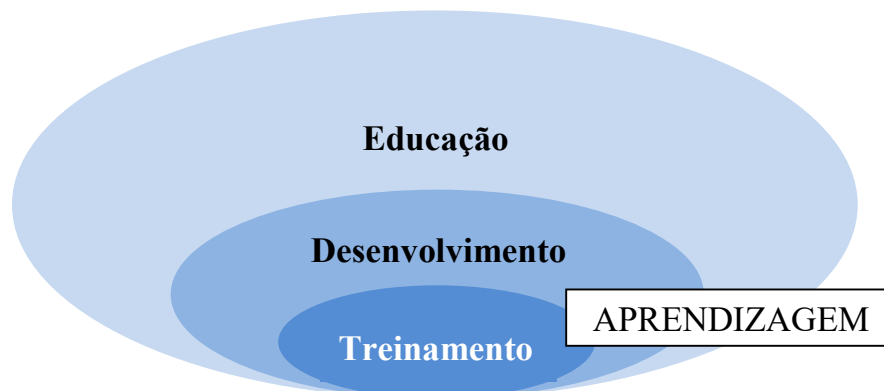 Educação
Desenvolvimento
APRENDIZAGEM
Treinamento